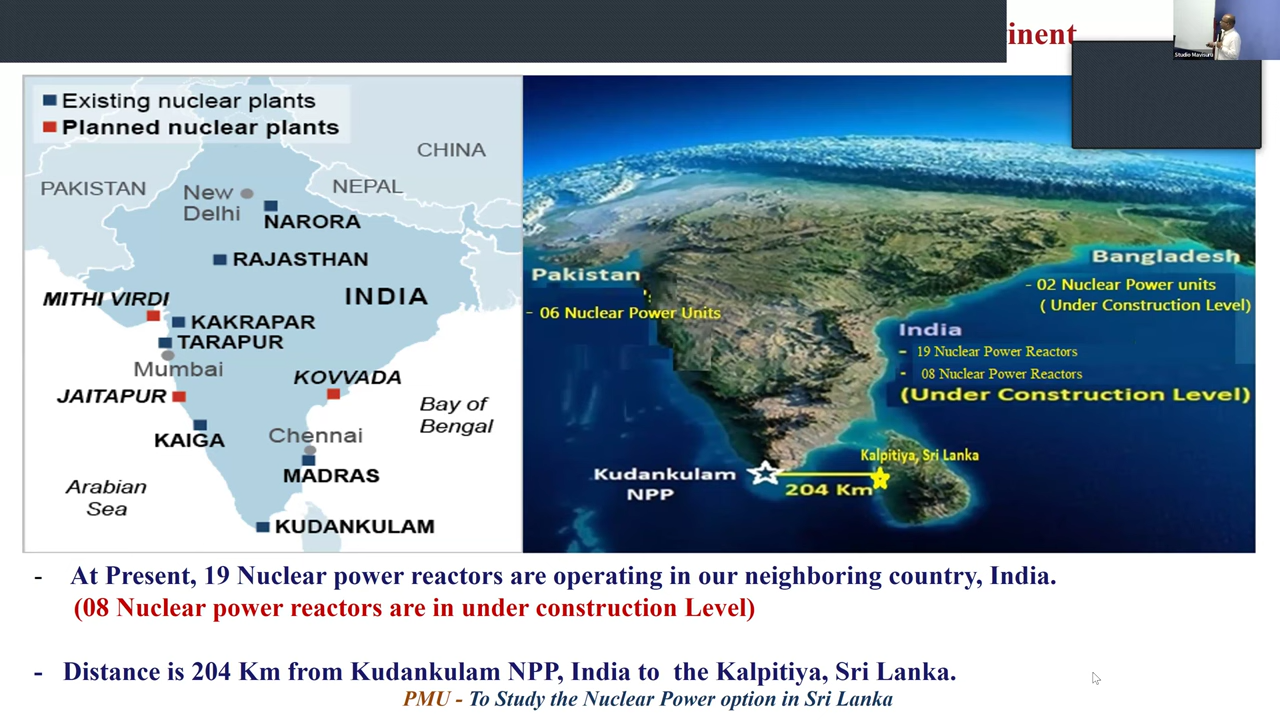 Studio Mavisuru
Existing nuclear plants
Planned nuclear plants
CHINA
PAKISTAN
NEPAL
New
Delhi
NARORA
RAJASTHAN
INDIA
MITHI VIRDI
KAKRAPAR
TARAPUR
Mumbai
KOVVADA
JAITAPUR
Bay of
Bengal
KAIGA
Chennai
MADRAS
Arabian
Sea
KUDANKULAM
Bangladesh
- 02 Nuclear Power units
( Under Construction Level)
Pakistan
- 06 Nuclear Power Units
India
- 19 Nuclear Power Reactors
- 08 Nuclear Power Reactors
(Under Construction Level)
Kalpitiya, Sri Lanka
Kudankulam
NPP
204 Km
- At Present, 19 Nuclear power reactors are operating in our neighboring country, India.
(08 Nuclear power reactors are in under construction Level)
- Distance is 204 Km from Kudankulam NPP, India to the Kalpitiya, Sri Lanka.
PMU - To Study the Nuclear Power option in Sri Lanka